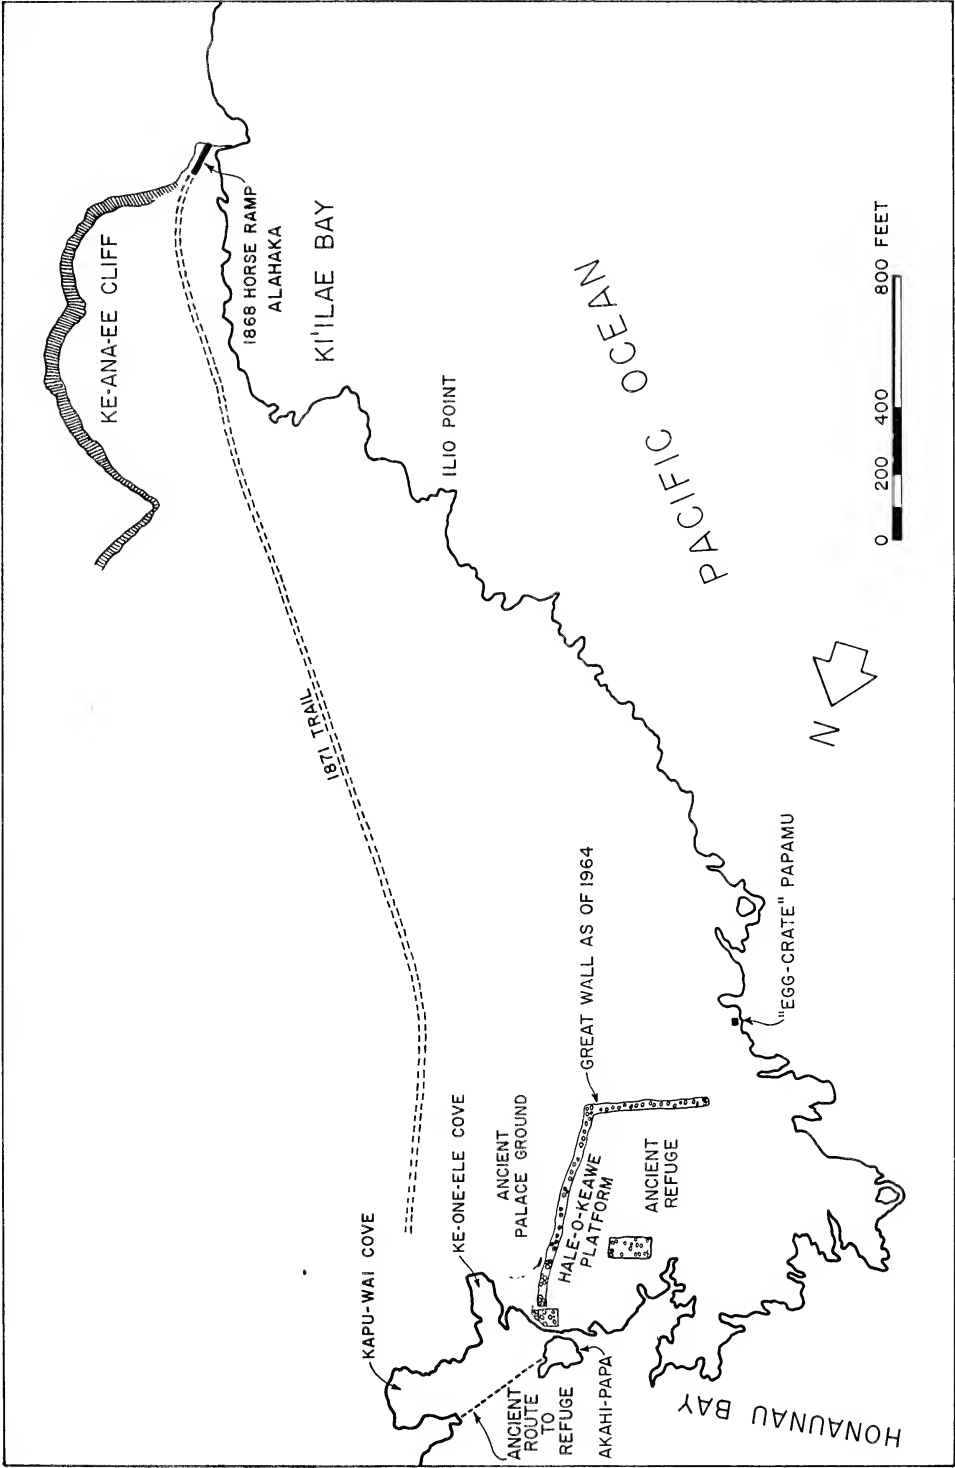 KE-ANA-EE CLIFF
1868 HORSE RAMP
ALAHAKA
KI'ILAE BAY
ILIO POINT
PACIFIC OCEAN
0 200 400 800 FEET
N
1871 TRAIL
"EGG-CRATE" PAPAMU
GREAT WALL AS OF 1964
KAPU-WAI COVE
KE-ONE-ELE COVE
ANCIENT
PALACE GROUND
HALE-O-KEAWE
PLATFORM
ANCIENT
REFUGE
ANCIENT
ROUTE
TO
REFUGE
AKAHI-PAPA
HONAUNAU BAY